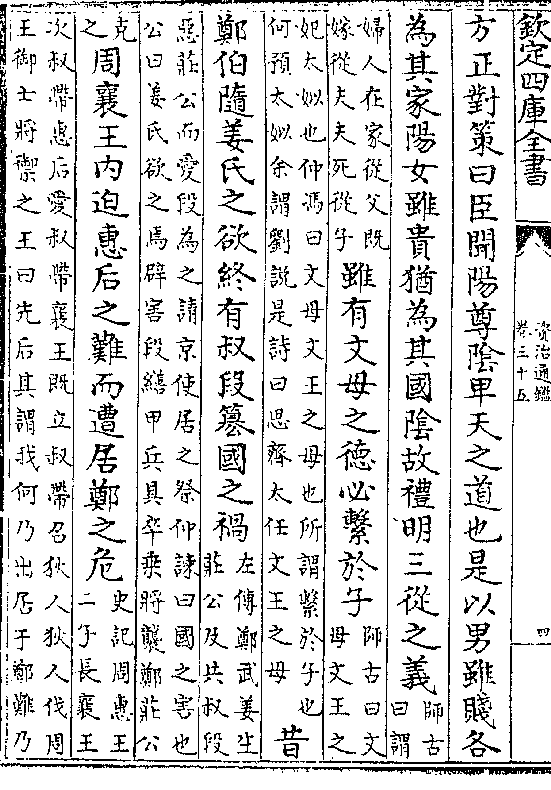 欽定四庫全書
資治通鑑
卷三十五
四
方正對策曰臣聞陽尊隂卑天之道也是以男雖賤各
為其家陽女雖貴猶為其國隂故禮明三從之義
師古
曰謂
婦人在家從父既
嫁從夫夫死從子
雖有文母之德必繫於子
師古曰文
母文王之
妃太姒也仲馮曰文母文王之母也所謂繫於子也
何預太姒余謂劉説是詩曰思齊太任文王之母
昔
鄭伯隨姜氏之欲終有叔段簒國之禍
左傳鄭武姜生
莊公及共叔段
惡莊公而愛段為之請京使居之祭仲諫曰國之害也
公曰姜氏欲之焉辟害段繕甲兵具卒乗將襲鄭莊公
克
之
周襄王内迫惠后之難而遭居鄭之危
史記周惠王
二子長襄王
次叔帶惠后愛叔帶襄王既立叔帶召狄人狄人伐周
王御士將禦之王曰先后其謂我何乃出居于鄭難乃